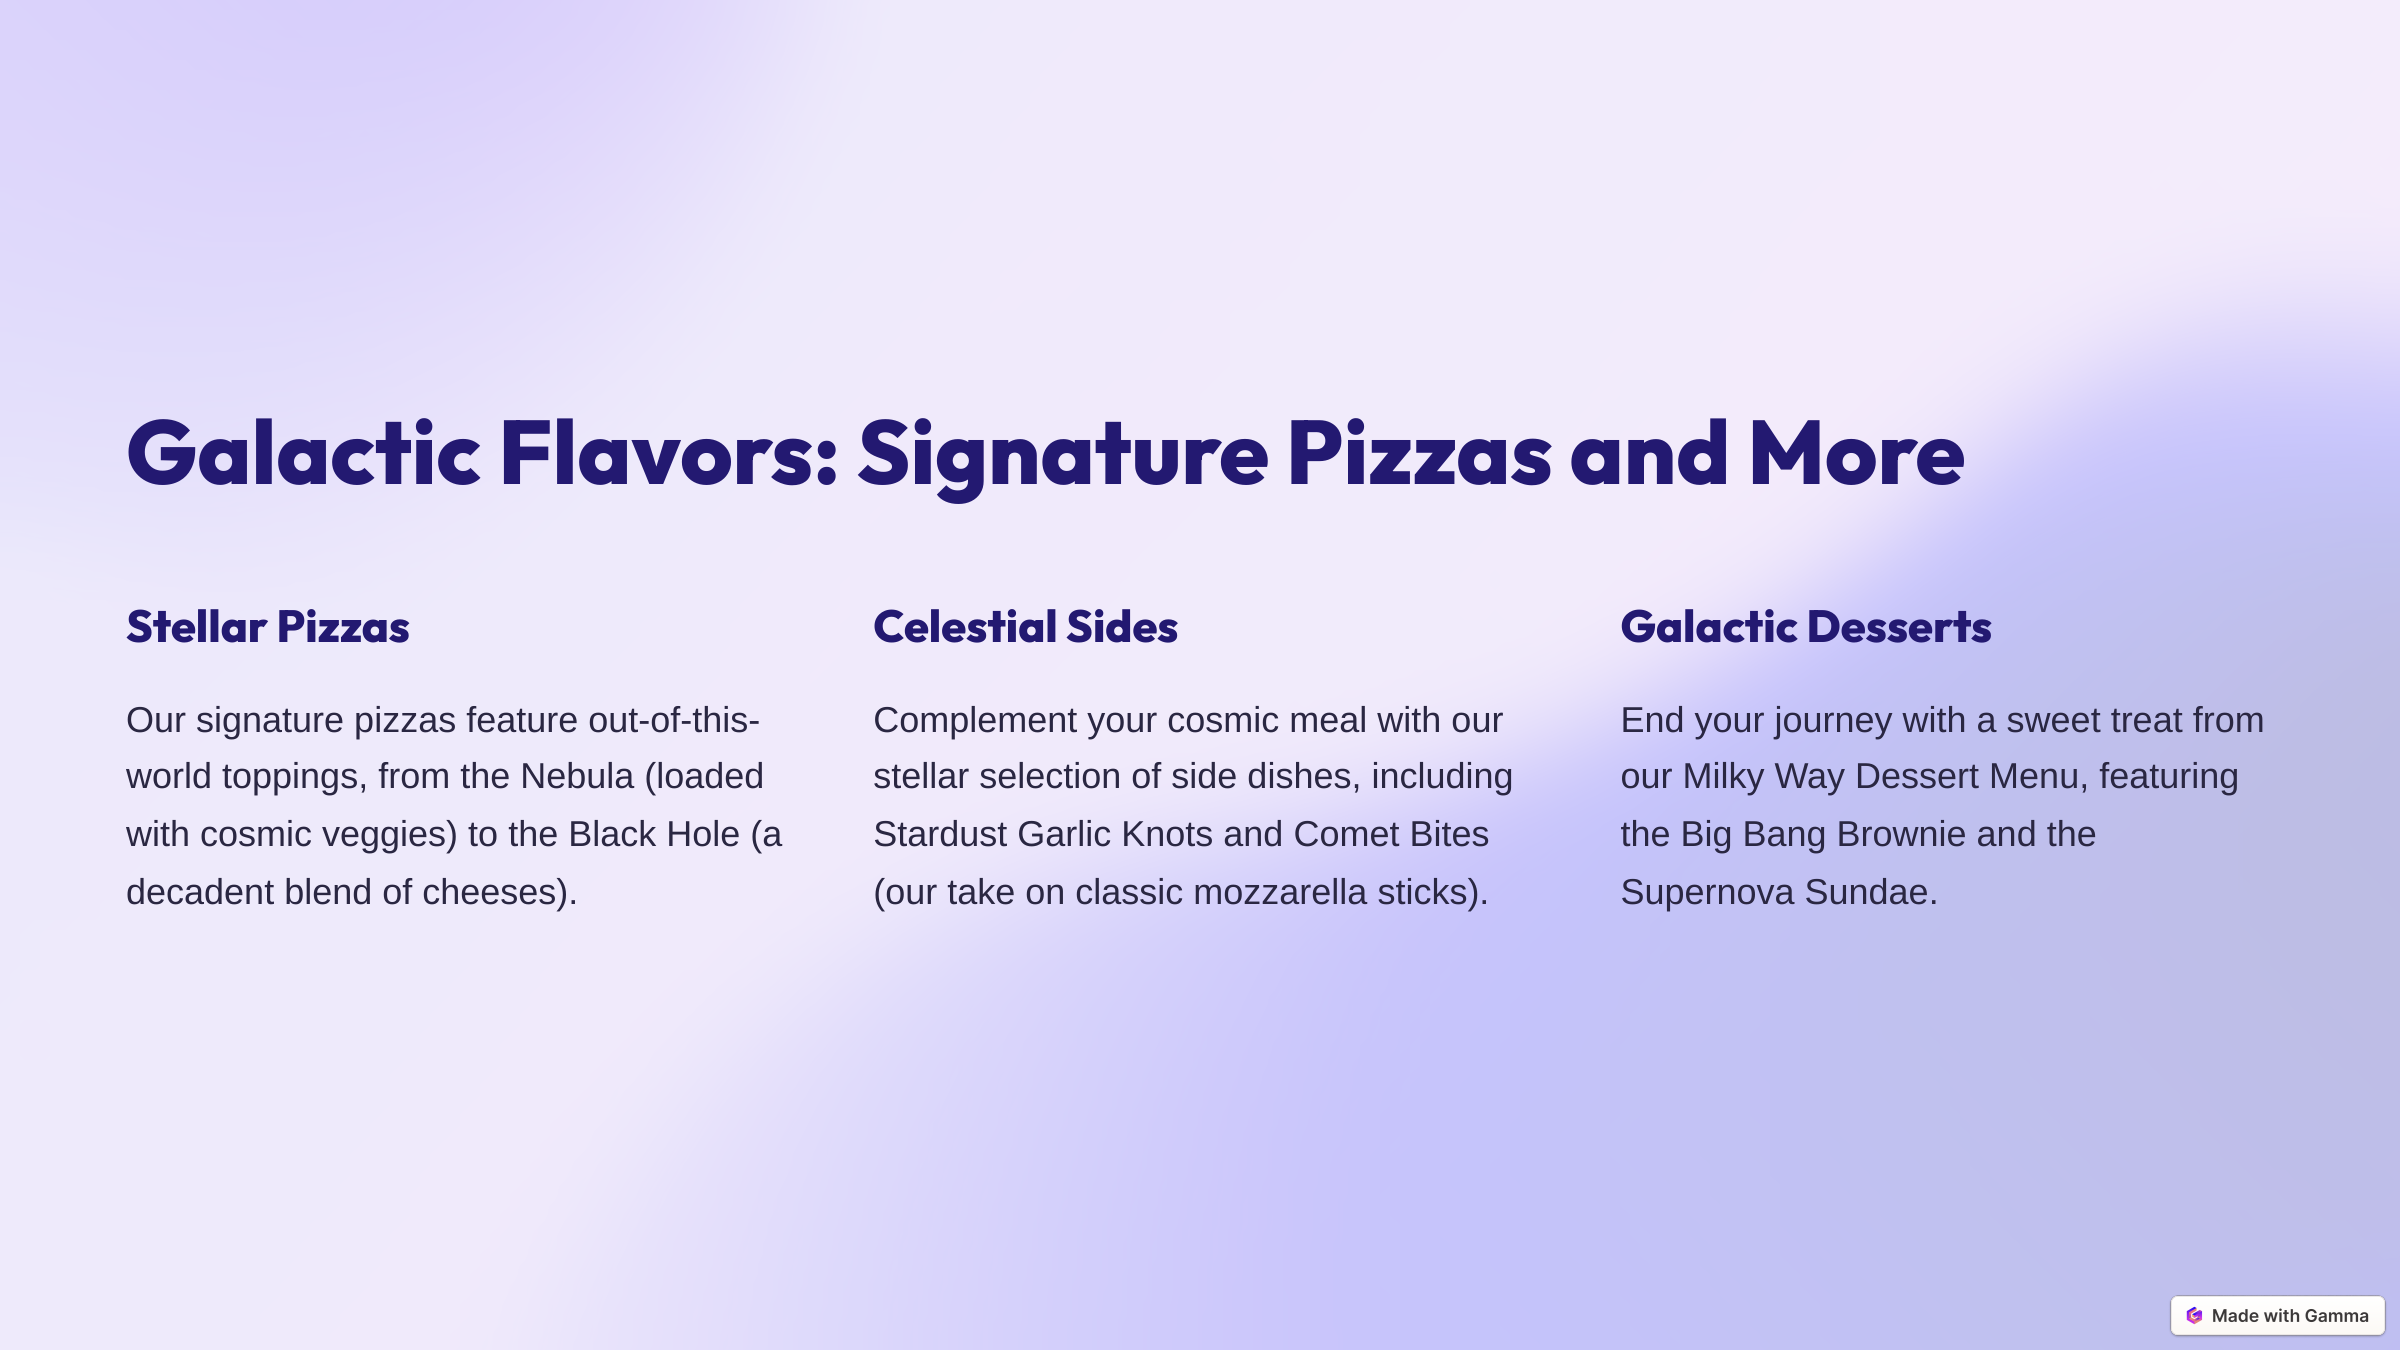 Galactic Flavors: Signature Pizzas and More
Stellar Pizzas
Our signature pizzas feature out-of-this-
world toppings, from the Nebula (loaded
with cosmic veggies) to the Black Hole (a
decadent blend of cheeses).
Celestial Sides
Complement your cosmic meal with our
stellar selection of side dishes, including
Stardust Garlic Knots and Comet Bites
(our take on classic mozzarella sticks).
Galactic Desserts
End your journey with a sweet treat from
our Milky Way Dessert Menu, featuring
the Big Bang Brownie and the
Supernova Sundae.
Made with Gamma